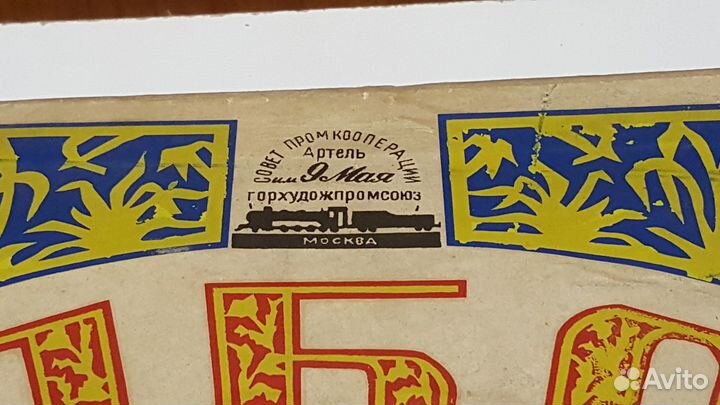 СОВЕТ ПРОМКООПЕРАЦИИ
Артель
им 9 Мая
ГОРХУДОЖПРОМСОЮЗ
МОСКВА
Avito